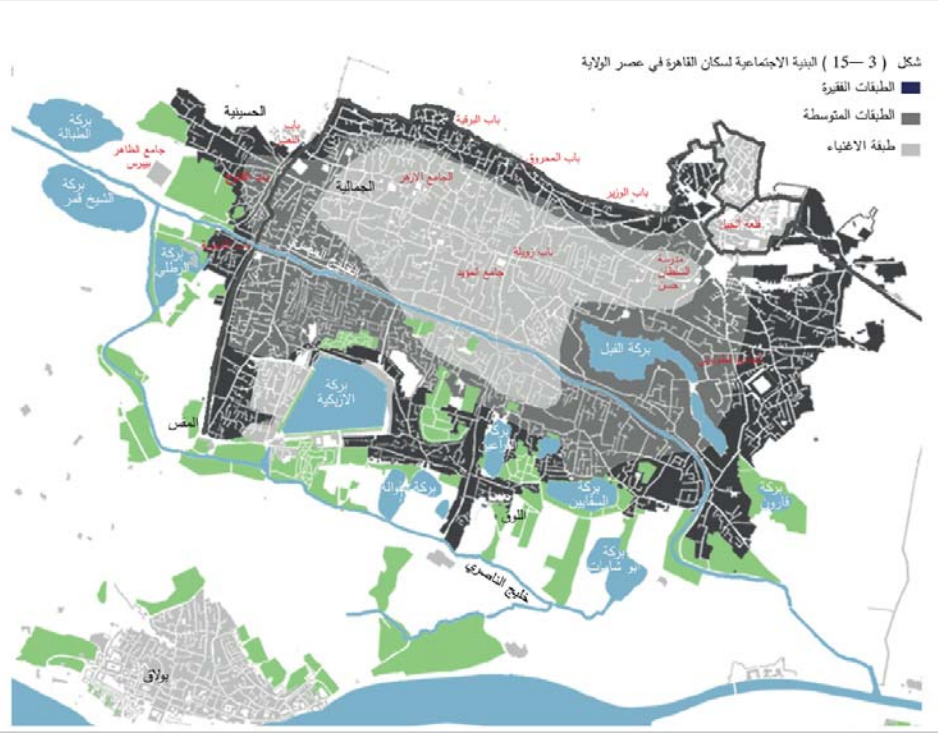 شكل ( 3 —15 ) البنية الاجتماعية لسكان القاهرة في عصر الولاية
الطبقات الفقيرة
الطبقات المتوسطة
طبقة الاغنياء
بركة
الطبالة
الحسينية
باب
النصر
باب البرقية
جامع الظاهر
بيبرس
باب المحروق
الجمالية
الجامع الازهر
بركة
الشيخ قمر
باب الوزير
قلعة الجبل
بركة
الرطلي
باب زويلة
جامع المؤيد
مدرسة
السلطان
حسن
بركة الفيل
بركة
الازبكية
المقس
بركة
بركة
السقايين
بركة
قارون
اللوق
بركة
ابو شامات
خليج الناصري
بولاق